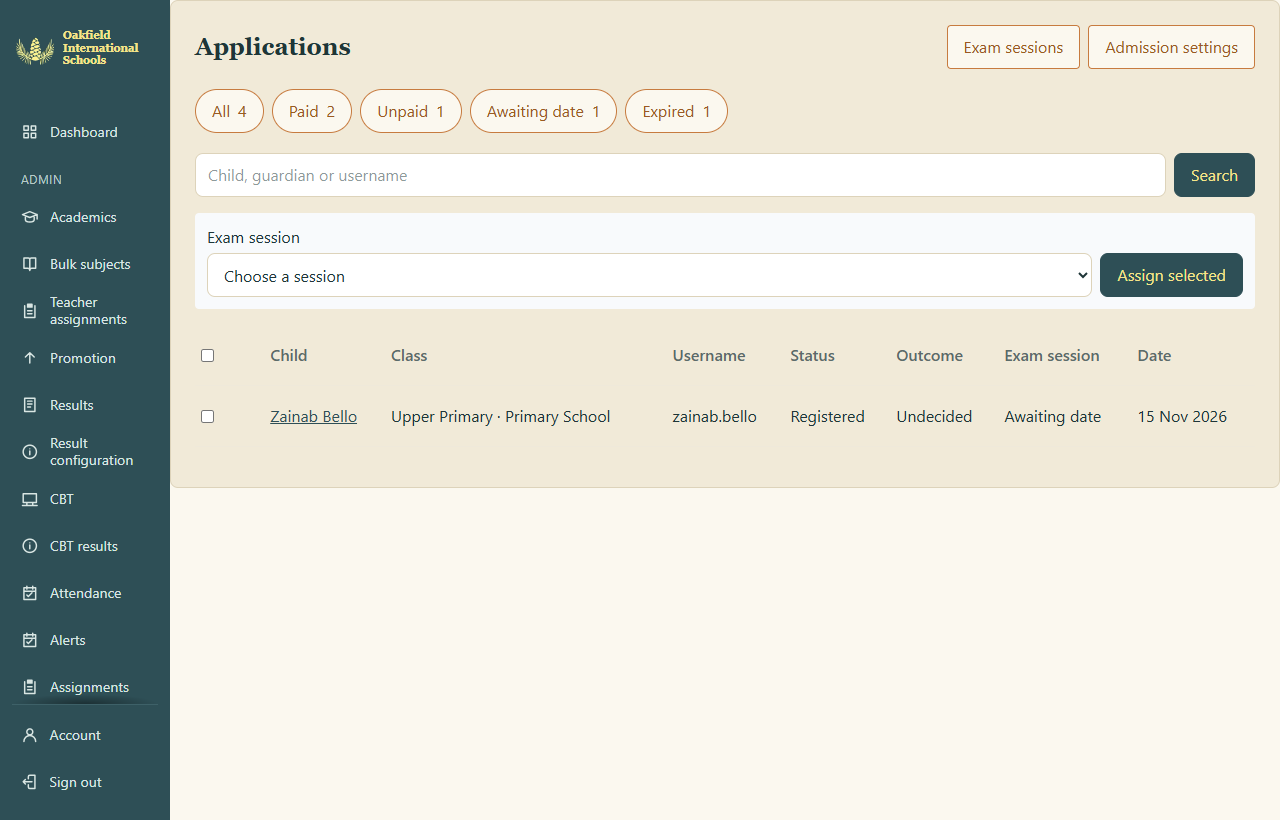 Oakfield
International
Schools
Dashboard
ADMIN
Academics
Bulk subjects
Teacher
assignments
Promotion
Results
Result
configuration
CBT
CBT results
Attendance
Alerts
Assignments
Account
Sign out
Applications
Exam sessions
Admission settings
All 4
Paid 2
Unpaid 1
Awaiting date 1
Expired 1
Child, guardian or username
Search
Exam session
Choose a session
Assign selected
Child Class Username Status Outcome Exam session Date
Zainab Bello Upper Primary · Primary School zainab.bello Registered Undecided Awaiting date 15 Nov 2026